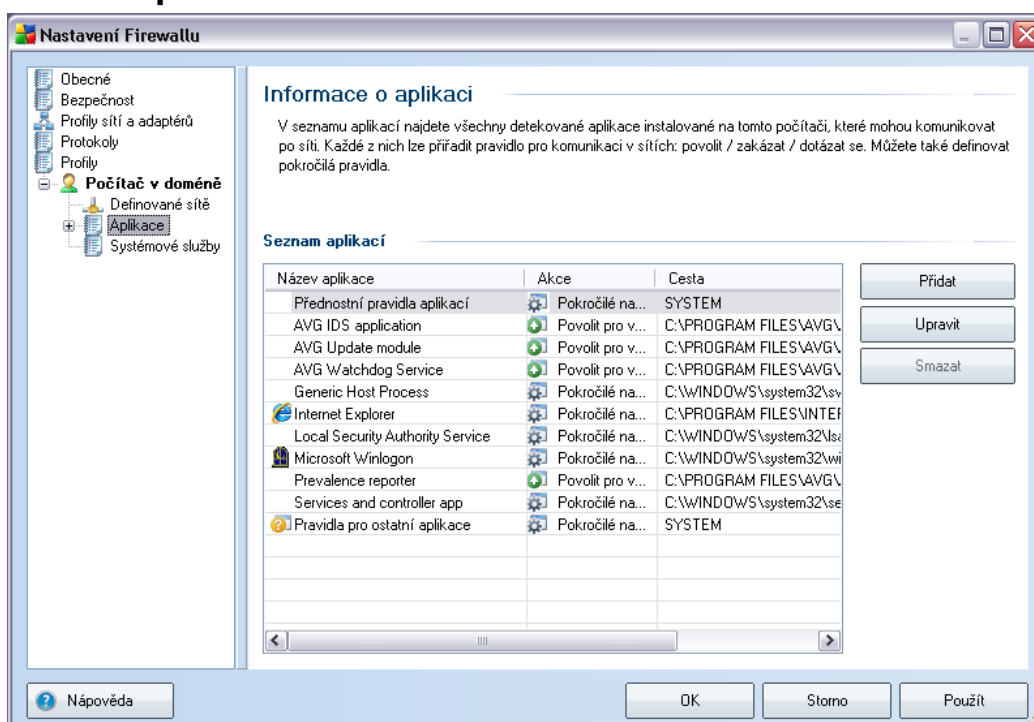 Nastavení Firewallu
Obecné
Bezpečnost
Profily sítí a adaptérů
Protokoly
Profily
Počítač v doméně
Definované sítě
Aplikace
Systémové služby
Informace o aplikaci
V seznamu aplikací najdete všechny detekované aplikace instalované na tomto počítači, které mohou komunikovat
po síti. Každé z nich lze přiřadit pravidlo pro komunikaci v sítích: povolit / zakázat / dotázat se. Můžete také definovat
pokročilá pravidla.
Seznam aplikací
Název aplikace Akce Cesta
Přednostní pravidla aplikací Pokročilé na... SYSTEM
AVG IDS application Povolit pro v... C:\PROGRAM FILES\AVG\
AVG Update module Povolit pro v... C:\PROGRAM FILES\AVG\
AVG Watchdog Service Povolit pro v... C:\PROGRAM FILES\AVG\
Generic Host Process Pokročilé na... C:\WINDOWS\system32\sv
Internet Explorer Pokročilé na... C:\PROGRAM FILES\INTER
Local Security Authority Service Pokročilé na... C:\WINDOWS\system32\lsa
Microsoft Winlogon Pokročilé na... C:\WINDOWS\system32\wi
Prevalence reporter Povolit pro v... C:\PROGRAM FILES\AVG\
Services and controller app Pokročilé na... C:\WINDOWS\system32\se
Pravidla pro ostatní aplikace Pokročilé na... SYSTEM
Přidat
Upravit
Smazat
Nápověda
OK
Storno
Použít